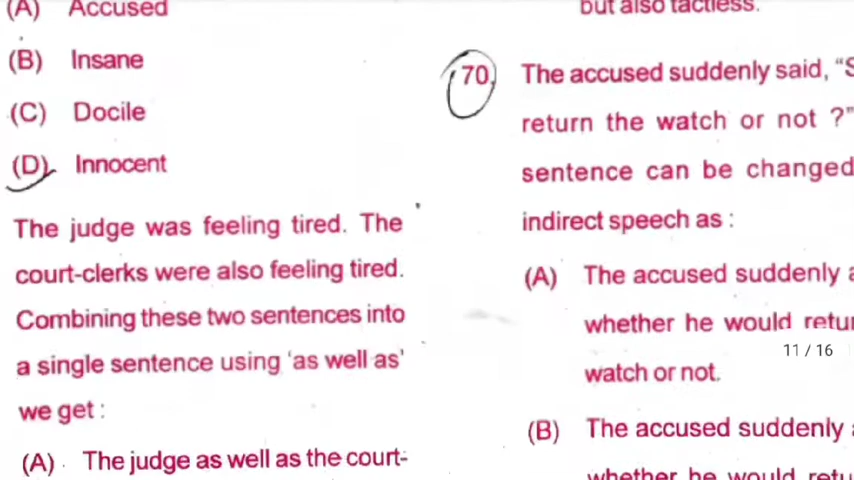 (A) Accused
(B) Insane
(C) Docile
(D) Innocent
The judge was feeling tired. The
court-clerks were also feeling tired.
Combining these two sentences into
a single sentence using 'as well as'
we get :
(A) The judge as well as the court-
but also tactless.
70. The accused suddenly said, "S
return the watch or not ?"
sentence can be changed
indirect speech as :
(A) The accused suddenly a
whether he would retur
watch or not.
(B) The accused suddenly a
whether he would retu
11 / 16